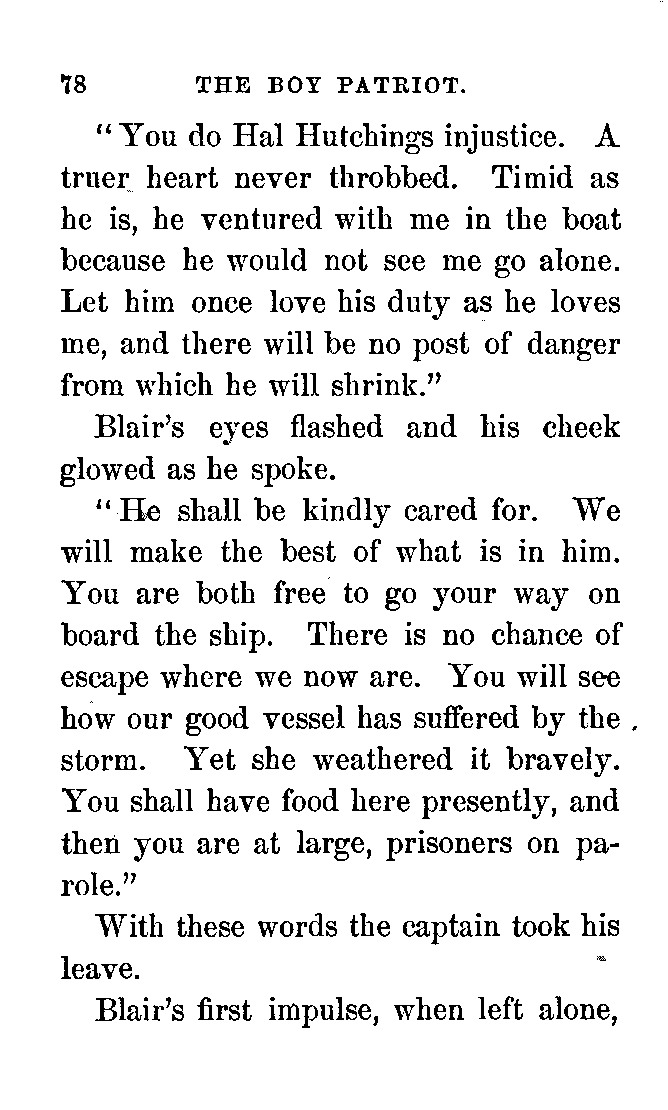 78 THE BOY PATRIOT.
"You do Hal Hutchings injustice. A
truer heart never throbbed. Timid as
he is, he ventured with me in the boat
because he would not see me go alone.
Let him once love his duty as he loves
me, and there will be no post of danger
from which he will shrink."
Blair's eyes flashed and his cheek
glowed as he spoke.
"He shall be kindly cared for. We
will make the best of what is in him.
You are both free to go your way on
board the ship. There is no chance of
escape where we now are. You will see
how our good vessel has suffered by the
storm. Yet she weathered it bravely.
You shall have food here presently, and
then you are at large, prisoners on pa-
role."
With these words the captain took his
leave.
Blair's first impulse, when left alone,